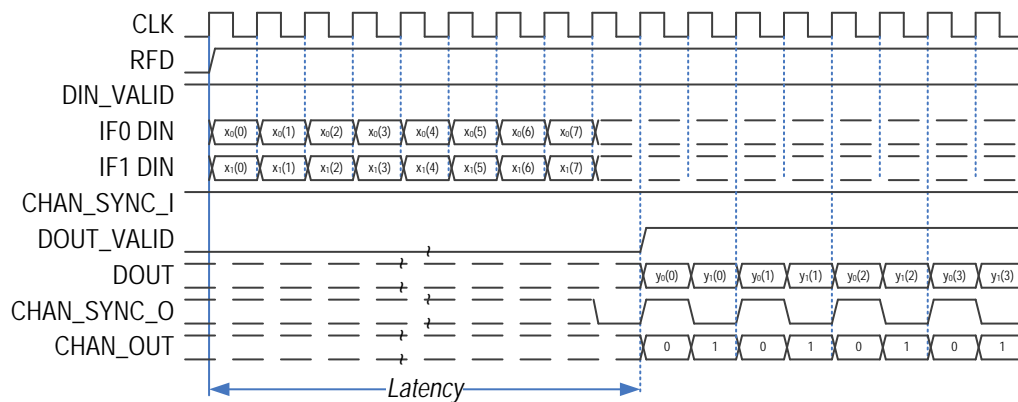 CLK
RFD
DIN_VALID
IF0 DIN x₀(0) x₀(1) x₀(2) x₀(3) x₀(4) x₀(5) x₀(6) x₀(7)
IF1 DIN x₁(0) x₁(1) x₁(2) x₁(3) x₁(4) x₁(5) x₁(6) x₁(7)
CHAN_SYNC_I
DOUT_VALID
DOUT y₀(0) y₁(0) y₀(1) y₁(1) y₀(2) y₁(2) y₀(3) y₁(3)
CHAN_SYNC_O
CHAN_OUT 0 1 0 1 0 1 0 1
Latency